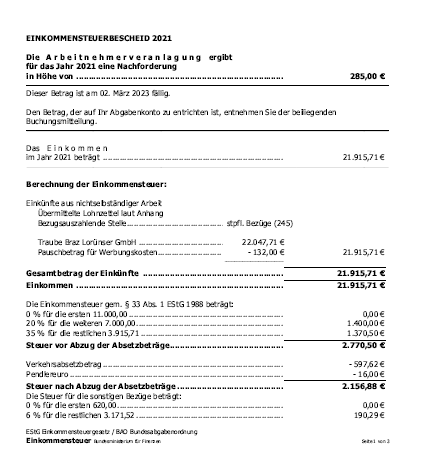 EINKOMMENSTEUERBESCHEID 2021
Die Arbeitnehmerveranlagung ergibt
für das Jahr 2021 eine Nachforderung
in Höhe von ................................................ 285,00 €
Dieser Betrag ist am 02. März 2023 fällig.
Den Betrag, der auf Ihr Abgabenkonto zu entrichten ist, entnehmen Sie der beiliegenden
Buchungsmitteilung.
Das Einkommen
im Jahr 2021 beträgt ................................................ 21.915,71 €
Berechnung der Einkommensteuer:
Einkünfte aus nichtselbständiger Arbeit
Übermittelte Lohnzettel laut Anhang
Bezugsauszahlende Stelle........................ stpfl. Bezüge (245)
Traube Braz Lorünser GmbH ........................ 22.047,71 €
Pauschbetrag für Werbungskosten........................ - 132,00 € 21.915,71 €
Gesamtbetrag der Einkünfte ................................................ 21.915,71 €
Einkommen ................................................ 21.915,71 €
Die Einkommensteuer gem. § 33 Abs. 1 EStG 1988 beträgt:
0 % für die ersten 11.000,00 ................................................ 0,00 €
20 % für die weiteren 7.000,00 ................................................ 1.400,00 €
35 % für die restlichen 3.915,71 ................................................ 1.370,50 €
Steuer vor Abzug der Absetzbeträge................................................ 2.770,50 €
Verkehrsabsetzbetrag ................................................ - 597,62 €
Pendlereuro ................................................ - 16,00 €
Steuer nach Abzug der Absetzbeträge ................................................ 2.156,88 €
Die Steuer für die sonstigen Bezüge beträgt:
0 % für die ersten 620,00 ................................................ 0,00 €
6 % für die restlichen 3.171,52 ................................................ 190,29 €
EStG Einkommensteuergesetz / BAO Bundesabgabenordnung
Einkommensteuer Bundesministerium für Finanzen Seite 1 von 3